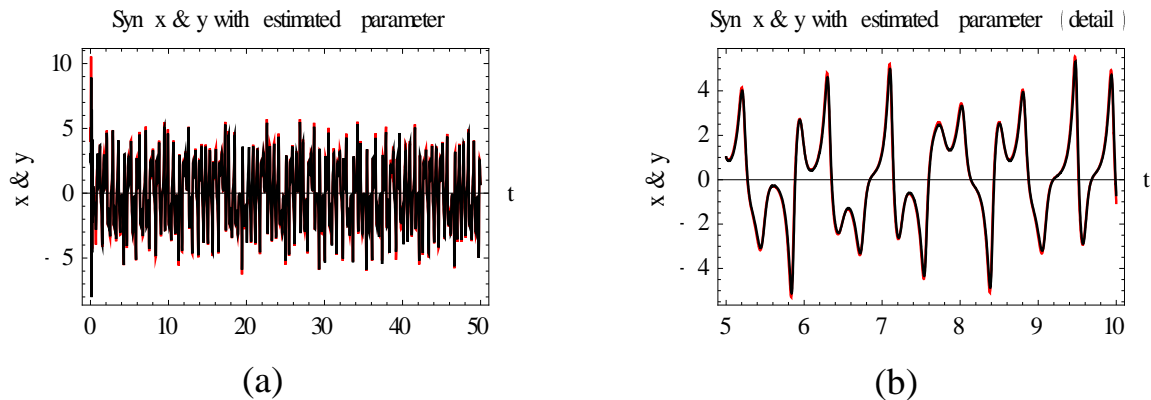 Syn x & y with estimated parameter
x & y
10
5
0
- 5
0 10 20 30 40 50
t
(a)
Syn x & y with estimated parameter ( detail )
x & y
4
2
0
- 2
- 4
5 6 7 8 9 10
t
(b)